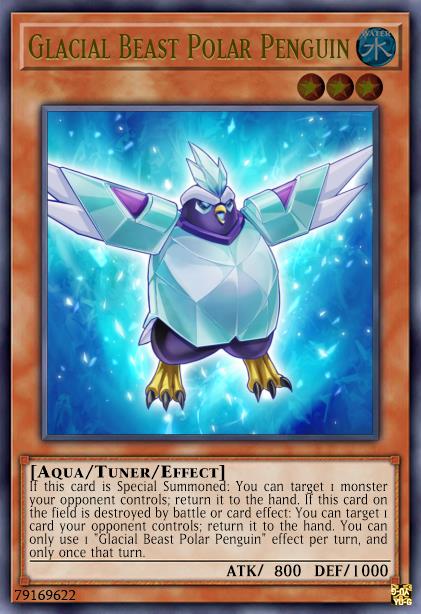 GLACIAL BEAST POLAR PENGUIN
WATER
水
[AQUA/TUNER/EFFECT]
If this card is Special Summoned: You can target 1 monster
your opponent controls; return it to the hand. If this card on
the field is destroyed by battle or card effect: You can target 1
card your opponent controls; return it to the hand. You can
only use 1 "Glacial Beast Polar Penguin" effect per turn, and
only once that turn.
ATK/ 800 DEF/1000
79169622